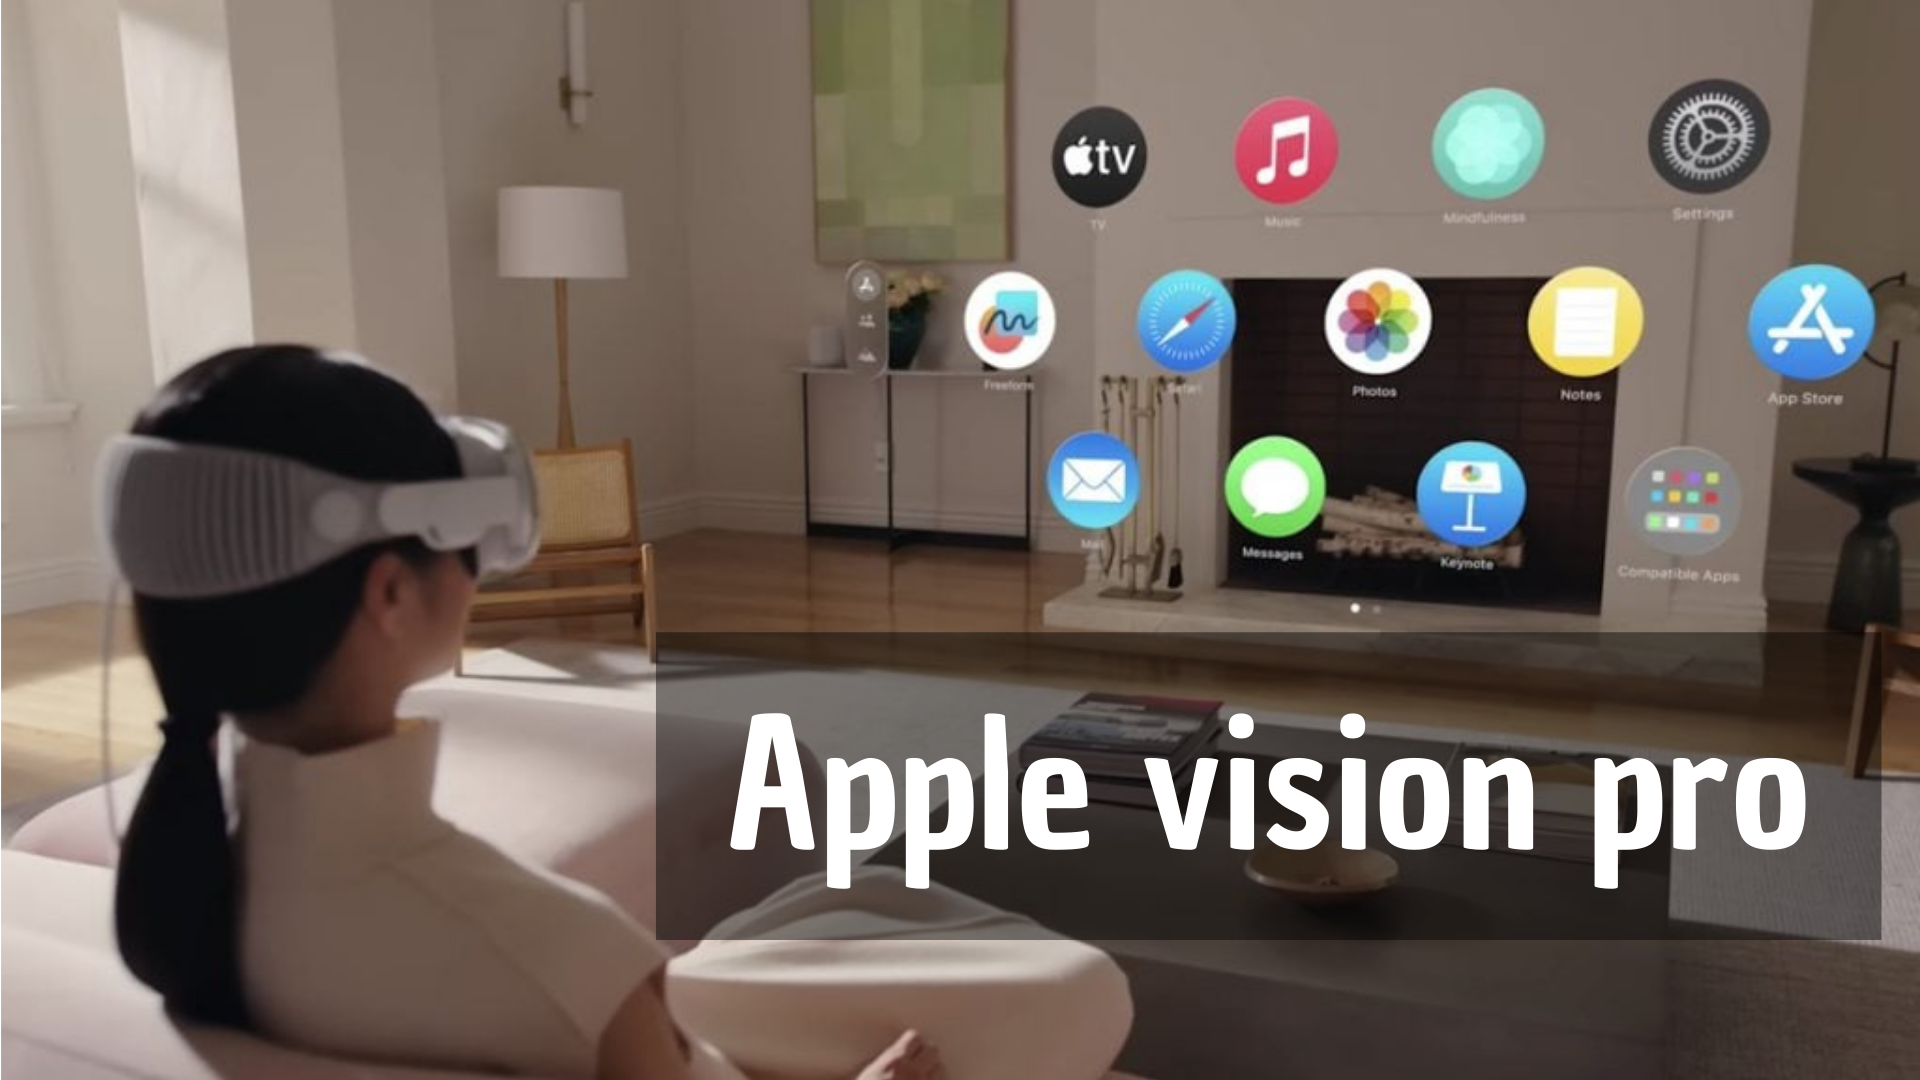 tv
TV
Music
Mindfulness
Settings
Freeform
Safari
Photos
Notes
App Store
Mail
Messages
Keynote
Compatible Apps
Apple vision pro